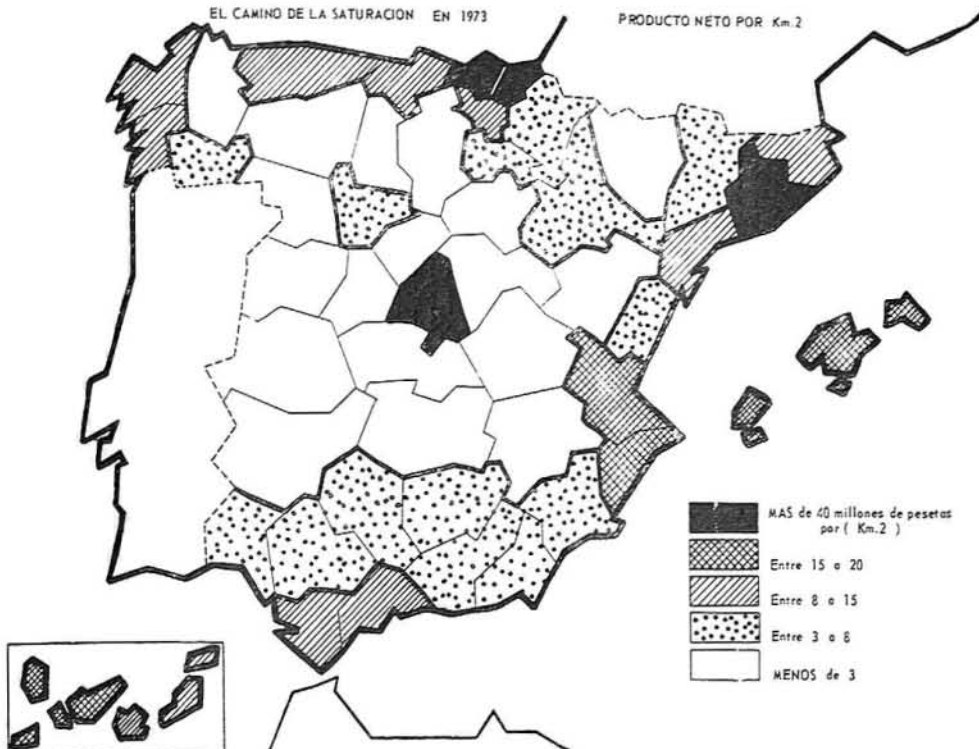 EL CAMINO DE LA SATURACION EN 1973
PRODUCTO NETO POR Km.2
MAS de 40 millones de pesetas
por ( Km.2 )
Entre 15 a 20
Entre 8 a 15
Entre 3 a 8
MENOS de 3